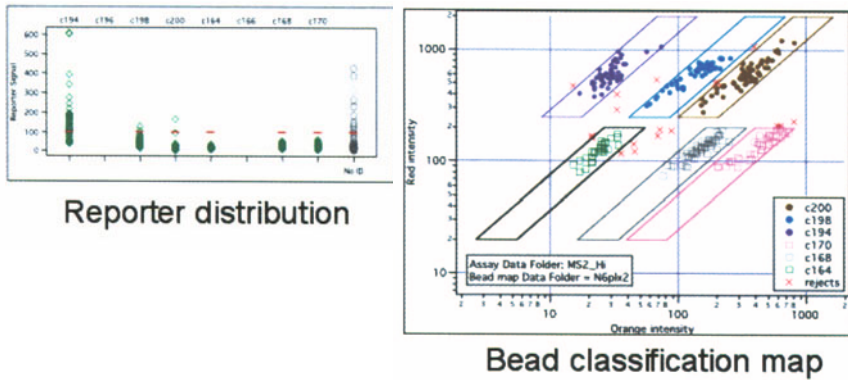 c194 c196 c198 c200 c164 c166 c168 c170
Reporter Signal
600
500
400
300
200
100
0
No ID
Reporter distribution
Red intensity
1000
100
10
c200
c198
c194
c170
c168
c164
rejects
Assay Data Folder: MS2_Hi
Bead map Data Folder = N6plx2
10 100 1000
Orange intensity
Bead classification map